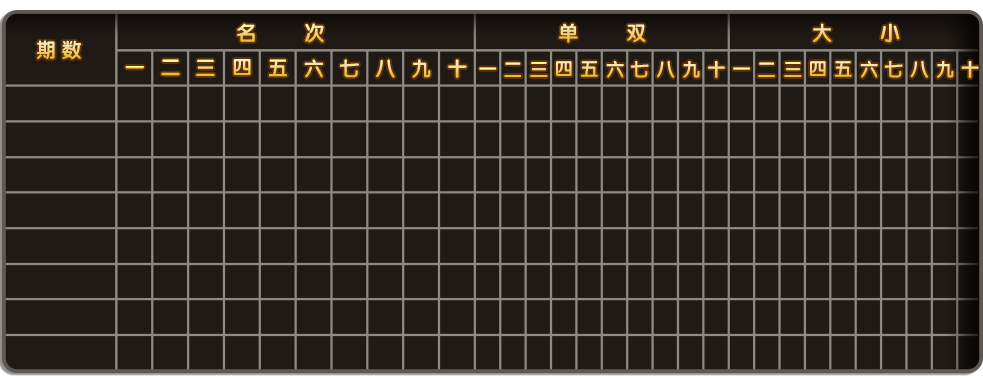 期数 名次 单双 大小
一 二 三 四 五 六 七 八 九 十 一 二 三 四 五 六 七 八 九 十 一 二 三 四 五 六 七 八 九 十